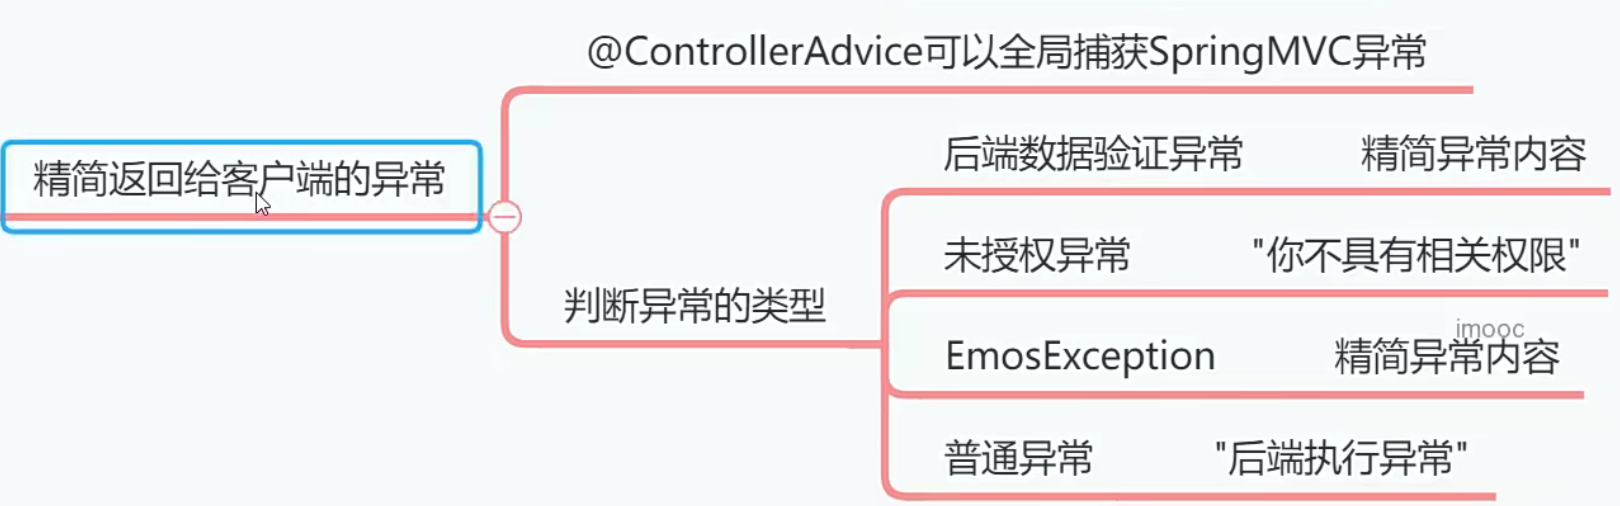 @ControllerAdvice可以全局捕获SpringMVC异常
精简返回给客户端的异常
后端数据验证异常 精简异常内容
未授权异常 "你不具有相关权限"
判断异常的类型
imooc
EmosException 精简异常内容
普通异常 "后端执行异常"